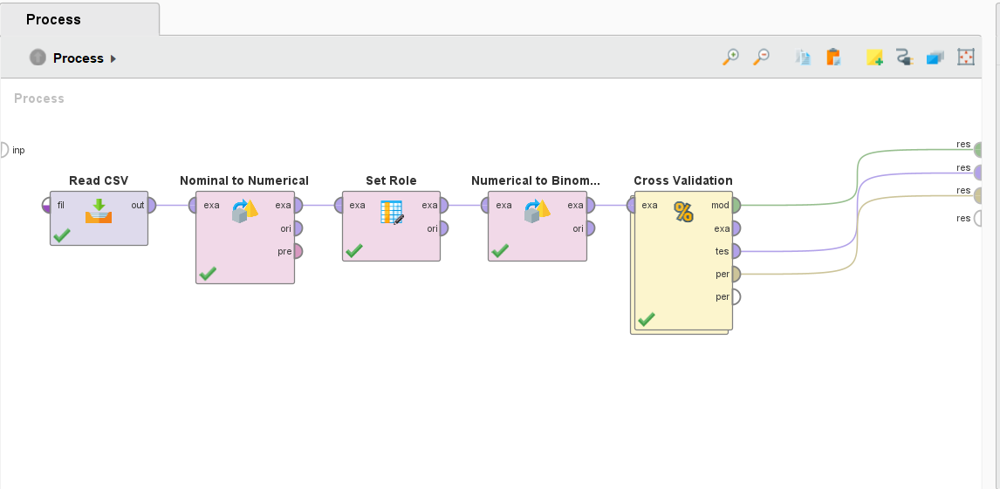 Process
Process
Process
inp
res
res
res
res
Read CSV
fil
out
Nominal to Numerical
exa
exa
ori
pre
Set Role
exa
exa
ori
Numerical to Binom...
exa
exa
ori
Cross Validation
exa
%
mod
exa
tes
per
per